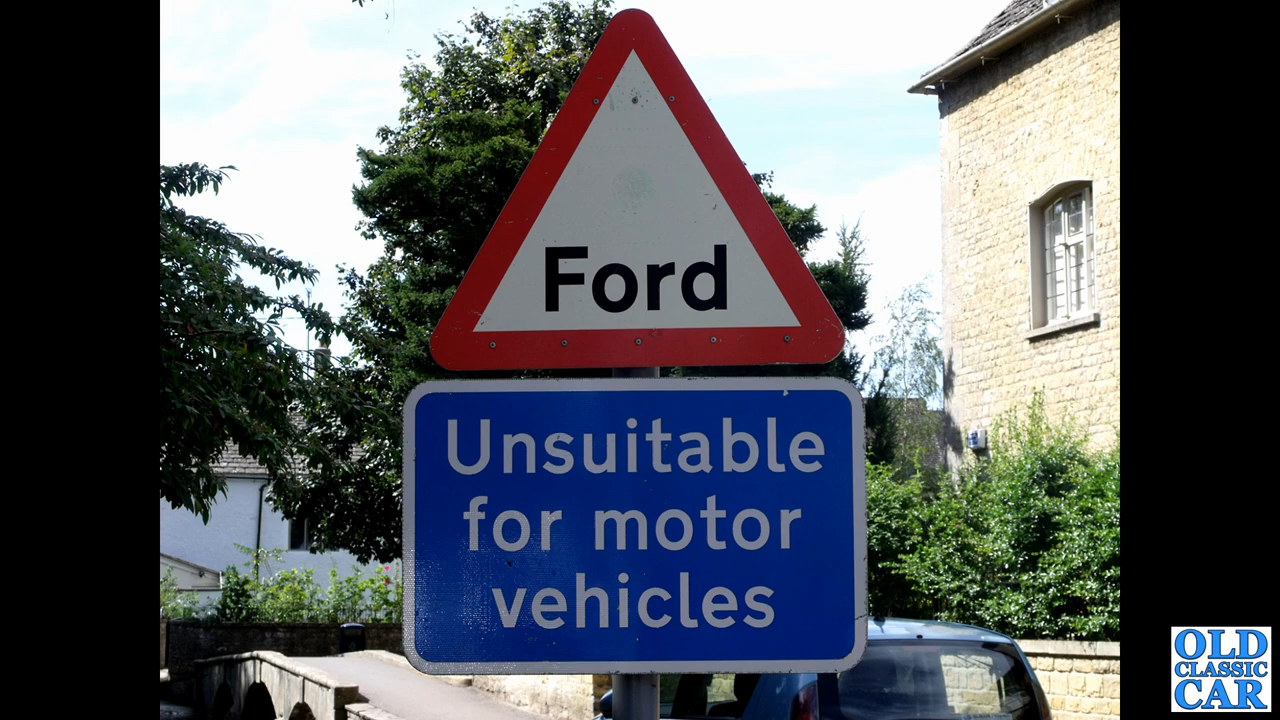 Ford
Unsuitable
for motor
vehicles
OLD
CLASSIC
CAR